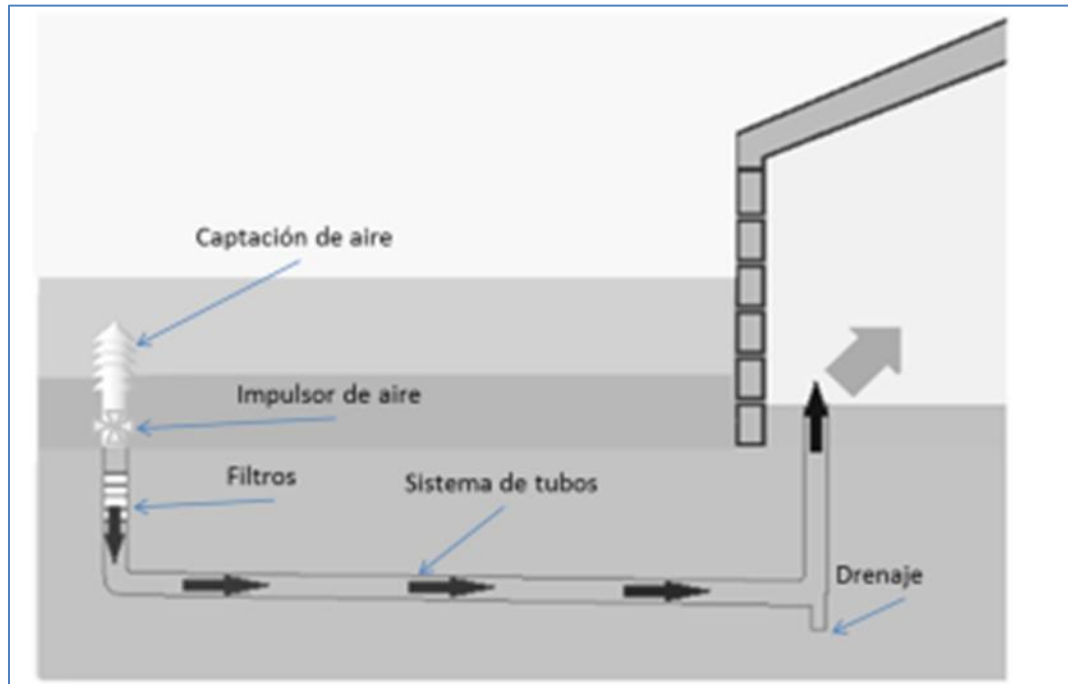 Captación de aire
Impulsor de aire
Filtros
Sistema de tubos
Drenaje